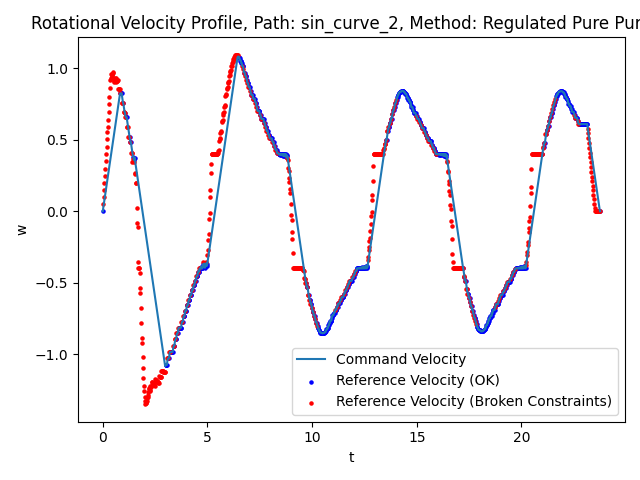 Rotational Velocity Profile, Path: sin_curve_2, Method: Regulated Pure Pur
1.0
0.5
0.0
−0.5
−1.0
w
0
5
10
15
20
t
Command Velocity
Reference Velocity (OK)
Reference Velocity (Broken Constraints)